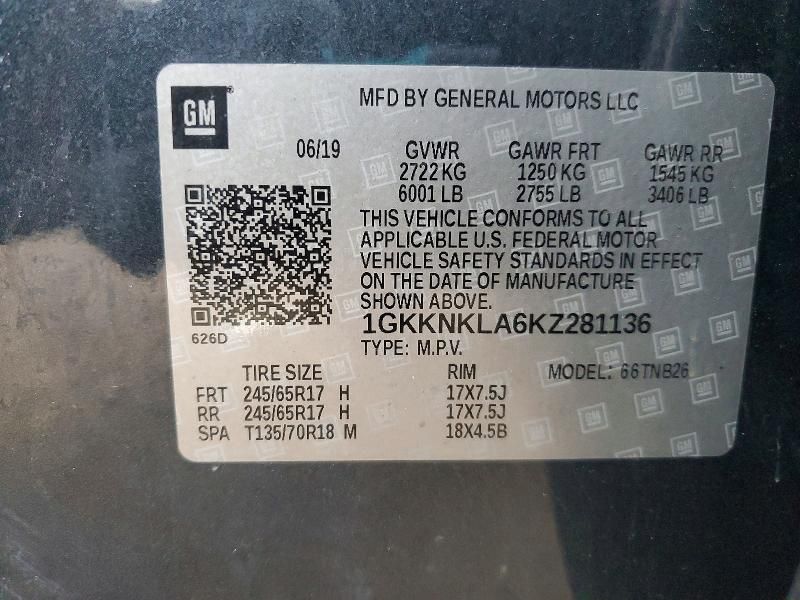 GM
MFD BY GENERAL MOTORS LLC
06/19 GVWR GAWR FRT GAWR RR
2722 KG 1250 KG 1545 KG
6001 LB 2755 LB 3406 LB
THIS VEHICLE CONFORMS TO ALL
APPLICABLE U.S. FEDERAL MOTOR
VEHICLE SAFETY STANDARDS IN EFFECT
ON THE DATE OF MANUFACTURE
SHOWN ABOVE.
626D
1GKKNKLA6KZ281136
TYPE: M.P.V.
TIRE SIZE RIM MODEL: 66TNB26
FRT 245/65R17 H 17X7.5J
RR 245/65R17 H 17X7.5J
SPA T135/70R18 M 18X4.5B